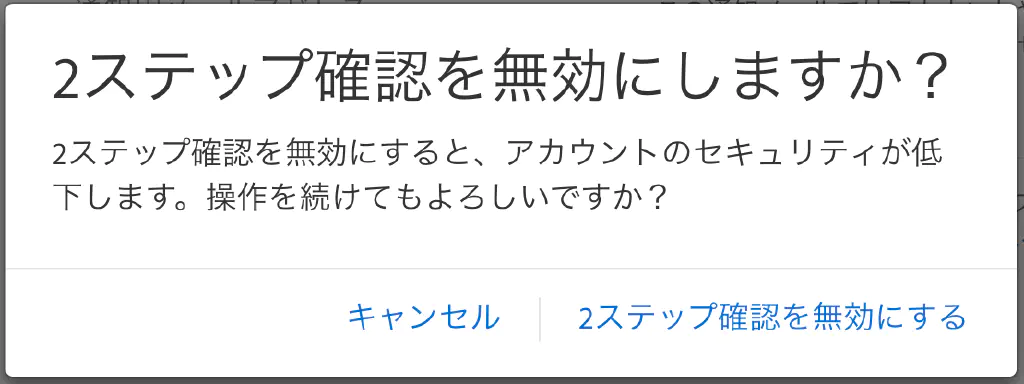 2ステップ確認を無効にしますか？
2ステップ確認を無効にすると、アカウントのセキュリティが低
下します。操作を続けてもよろしいですか？
キャンセル
2ステップ確認を無効にする